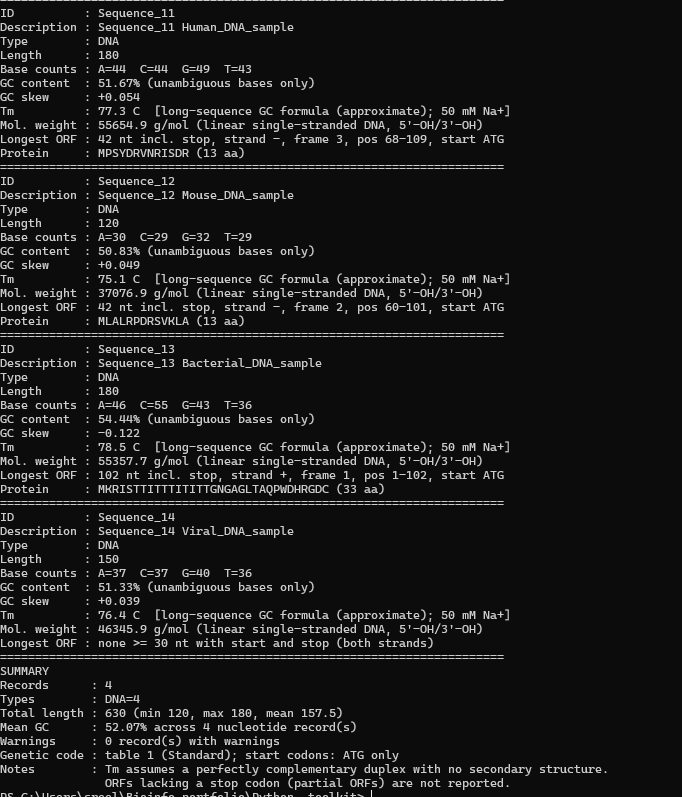 ================================================================================
ID          : Sequence_11
Description : Sequence_11 Human_DNA_sample
Type        : DNA
Length      : 180
Base counts : A=44  C=44  G=49  T=43
GC content  : 51.67% (unambiguous bases only)
GC skew     : +0.054
Tm          : 77.3 C  [long-sequence GC formula (approximate); 50 mM Na+]
Mol. weight : 55654.9 g/mol (linear single-stranded DNA, 5'-OH/3'-OH)
Longest ORF : 42 nt incl. stop, strand -, frame 3, pos 68-109, start ATG
Protein     : MPSYDRVNRISDR (13 aa)
========================================================================
ID          : Sequence_12
Description : Sequence_12 Mouse_DNA_sample
Type        : DNA
Length      : 120
Base counts : A=30  C=29  G=32  T=29
GC content  : 50.83% (unambiguous bases only)
GC skew     : +0.049
Tm          : 75.1 C  [long-sequence GC formula (approximate); 50 mM Na+]
Mol. weight : 37076.9 g/mol (linear single-stranded DNA, 5'-OH/3'-OH)
Longest ORF : 42 nt incl. stop, strand -, frame 2, pos 60-101, start ATG
Protein     : MLALRPDRSVKLA (13 aa)
========================================================================
ID          : Sequence_13
Description : Sequence_13 Bacterial_DNA_sample
Type        : DNA
Length      : 180
Base counts : A=46  C=55  G=43  T=36
GC content  : 54.44% (unambiguous bases only)
GC skew     : -0.122
Tm          : 78.5 C  [long-sequence GC formula (approximate); 50 mM Na+]
Mol. weight : 55357.7 g/mol (linear single-stranded DNA, 5'-OH/3'-OH)
Longest ORF : 102 nt incl. stop, strand +, frame 1, pos 1-102, start ATG
Protein     : MKRISTTITTTITITTGNGAGLTAQPWDHRGDC (33 aa)
========================================================================
ID          : Sequence_14
Description : Sequence_14 Viral_DNA_sample
Type        : DNA
Length      : 150
Base counts : A=37  C=37  G=40  T=36
GC content  : 51.33% (unambiguous bases only)
GC skew     : +0.039
Tm          : 76.4 C  [long-sequence GC formula (approximate); 50 mM Na+]
Mol. weight : 46345.9 g/mol (linear single-stranded DNA, 5'-OH/3'-OH)
Longest ORF : none >= 30 nt with start and stop (both strands)
========================================================================
SUMMARY
Records      : 4
Types        : DNA=4
Total length : 630 (min 120, max 180, mean 157.5)
Mean GC      : 52.07% across 4 nucleotide record(s)
Warnings     : 0 record(s) with warnings
Genetic code : table 1 (Standard); start codons: ATG only
Notes        : Tm assumes a perfectly complementary duplex with no secondary structure.
               ORFs lacking a stop codon (partial ORFs) are not reported.